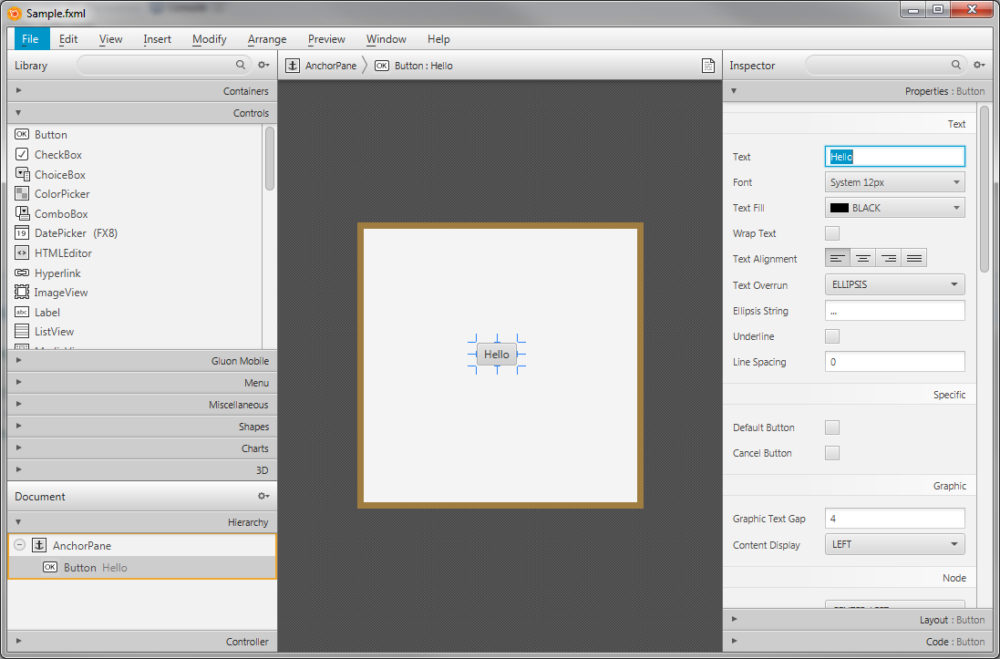 Sample.fxml
File Edit View Insert Modify Arrange Preview Window Help
Library
AnchorPane
OK Button : Hello
Inspector
Containers
Controls
OK Button
CheckBox
ChoiceBox
ColorPicker
ComboBox
19 DatePicker (FX8)
<> HTMLEditor
Hyperlink
ImageView
abc Label
ListView
Gluon Mobile
Menu
Miscellaneous
Shapes
Charts
3D
Document
Hierarchy
AnchorPane
OK Button Hello
Controller
Hello
Properties : Button
Text
Text Hello
Font System 12px
Text Fill BLACK
Wrap Text
Text Alignment
Text Overrun ELLIPSIS
Ellipsis String ...
Underline
Line Spacing 0
Specific
Default Button
Cancel Button
Graphic
Graphic Text Gap 4
Content Display LEFT
Node
Layout : Button
Code : Button